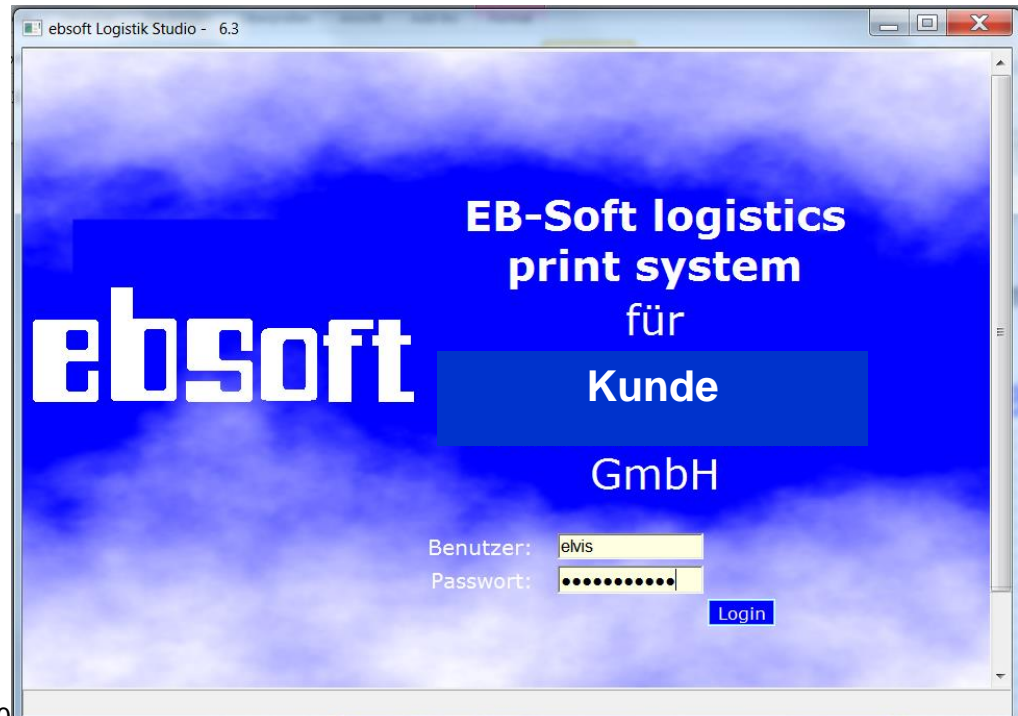 ebsoft Logistik Studio - 6.3
EB-Soft logistics
print system
für
ebsoft
Kunde
GmbH
Benutzer: elvis
Passwort: ●●●●●●●●●●●
Login